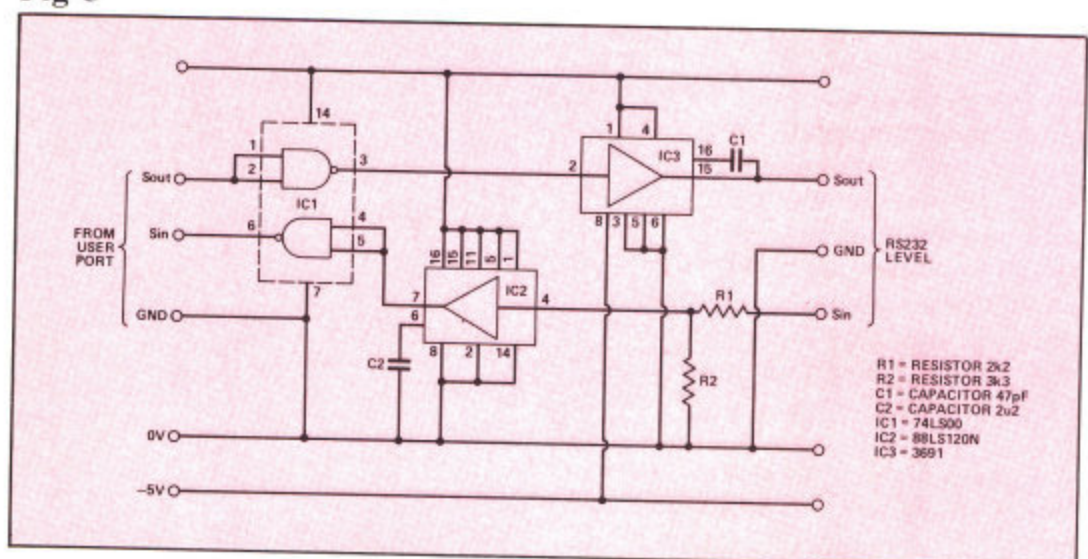 14
1
2
3
Sout
IC1
FROM
USER
PORT
Sin
6
4
5
7
GND
16
15
11
5
1
IC2
7
6
4
C2
8
2
14
1
4
IC3
16
C1
15
2
8
3
5
6
Sout
GND
RS232
LEVEL
R1
Sin
R2
R1 = RESISTOR 2k2
R2 = RESISTOR 3k3
C1 = CAPACITOR 47pF
C2 = CAPACITOR 2u2
IC1 = 74LS00
IC2 = 88LS120N
IC3 = 3691
0V
–5V